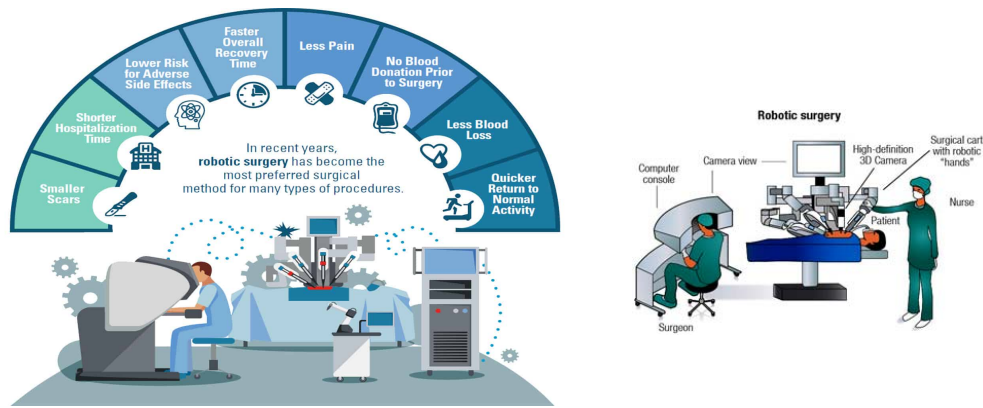 Smaller
Scars
Shorter
Hospitalization
Time
Lower Risk
for Adverse
Side Effects
Faster
Overall
Recovery
Time
Less Pain
No Blood
Donation Prior
to Surgery
Less Blood
Loss
Quicker
Return to
Normal
Activity
In recent years,
robotic surgery has become the
most preferred surgical
method for many types of procedures.
Robotic surgery
Computer
console
Camera view
High-definition
3D Camera
Surgical cart
with robotic
"hands"
Nurse
Patient
Surgeon